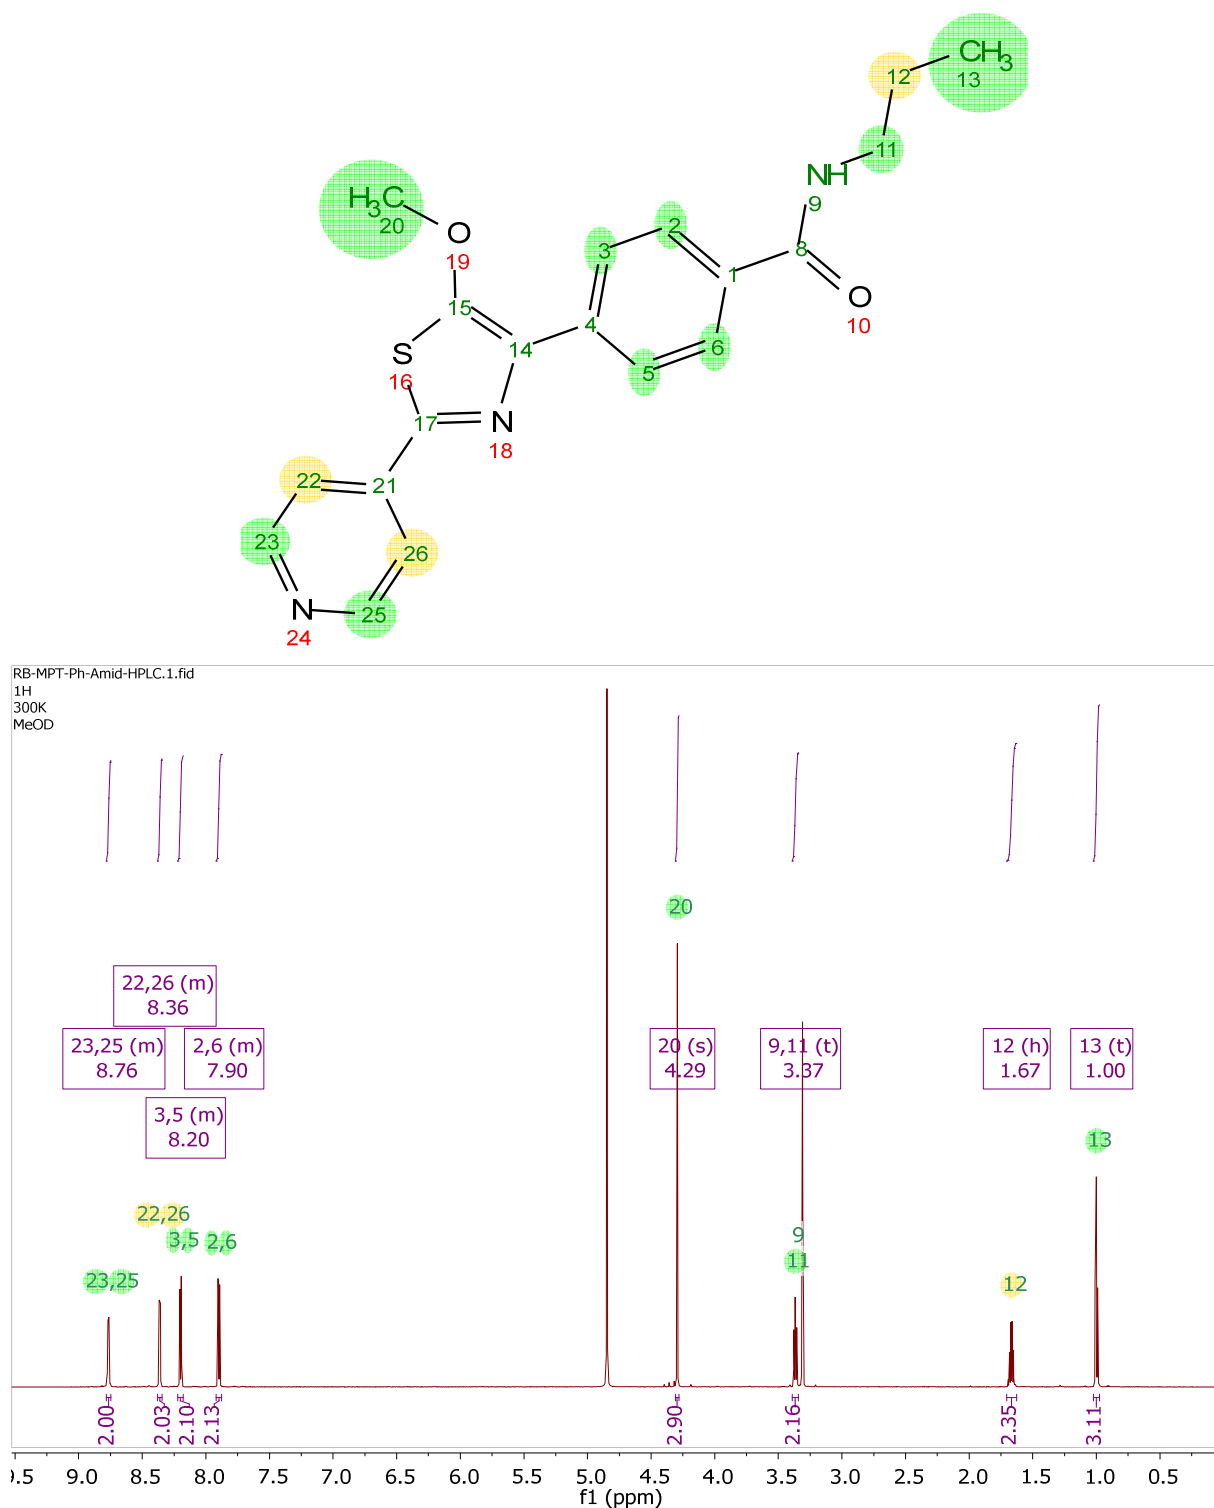 CH3
12
13
11
NH
9
H3C
20
O
19
2
3
1
8
O
10
15
4
14
6
5
S
16
17
N
18
22
21
23
26
N
24
25
RB-MPT-Ph-Amid-HPLC.1.fid
1H
300K
MeOD
20
22,26 (m)
8.36
23,25 (m)
8.76
2,6 (m)
7.90
20 (s)
4.29
9,11 (t)
3.37
12 (h)
1.67
13 (t)
1.00
3,5 (m)
8.20
13
22,26
3,5
2,6
9
11
23,25
12
2.00
2.03
2.10
2.13
2.90
2.16
2.35
3.11
.5 9.0 8.5 8.0 7.5 7.0 6.5 6.0 5.5 5.0 4.5 4.0 3.5 3.0 2.5 2.0 1.5 1.0 0.5
f1 (ppm)